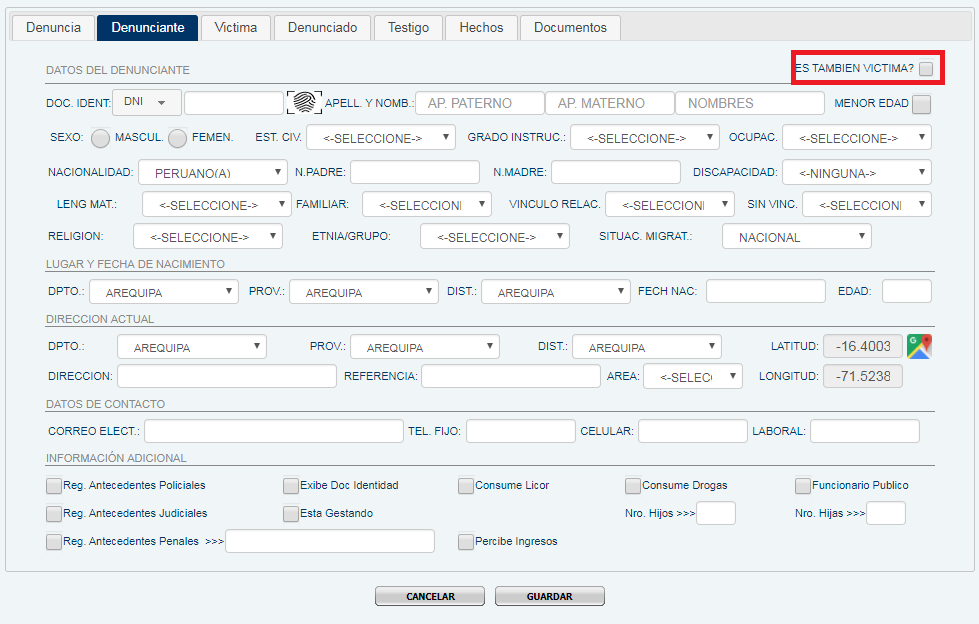 Denuncia Denunciante Victima Denunciado Testigo Hechos Documentos
DATOS DEL DENUNCIANTE ES TAMBIEN VICTIMA?
DOC. IDENT: DNI APELL. Y NOMB.: AP. PATERNO AP. MATERNO NOMBRES MENOR EDAD
SEXO: MASCUL. FEMEN. EST. CIV. <-SELECCIONE-> GRADO INSTRUC.: <-SELECCIONE-> OCUPAC. <-SELECCIONE->
NACIONALIDAD: PERUANO(A) N.PADRE: N.MADRE: DISCAPACIDAD: <-NINGUNA->
LENG MAT.: <-SELECCIONE-> FAMILIAR: <-SELECCIONI VINCULO RELAC. <-SELECCIONI SIN VINC. <-SELECCIONI
RELIGION: <-SELECCIONE-> ETNIA/GRUPO: <-SELECCIONE-> SITUAC. MIGRAT.: NACIONAL
LUGAR Y FECHA DE NACIMIENTO
DPTO.: AREQUIPA PROV.: AREQUIPA DIST.: AREQUIPA FECH NAC: EDAD:
DIRECCION ACTUAL
DPTO.: AREQUIPA PROV.: AREQUIPA DIST.: AREQUIPA LATITUD: -16.4003
DIRECCION: REFERENCIA: AREA: <-SELEC( LONGITUD: -71.5238
DATOS DE CONTACTO
CORREO ELECT.: TEL. FIJO: CELULAR: LABORAL:
INFORMACIÓN ADICIONAL
Reg. Antecedentes Policiales Exibe Doc Identidad Consume Licor Consume Drogas Funcionario Publico
Reg. Antecedentes Judiciales Esta Gestando Nro. Hijos >>> Nro. Hijas >>>
Reg. Antecedentes Penales >>> Percibe Ingresos
CANCELAR GUARDAR